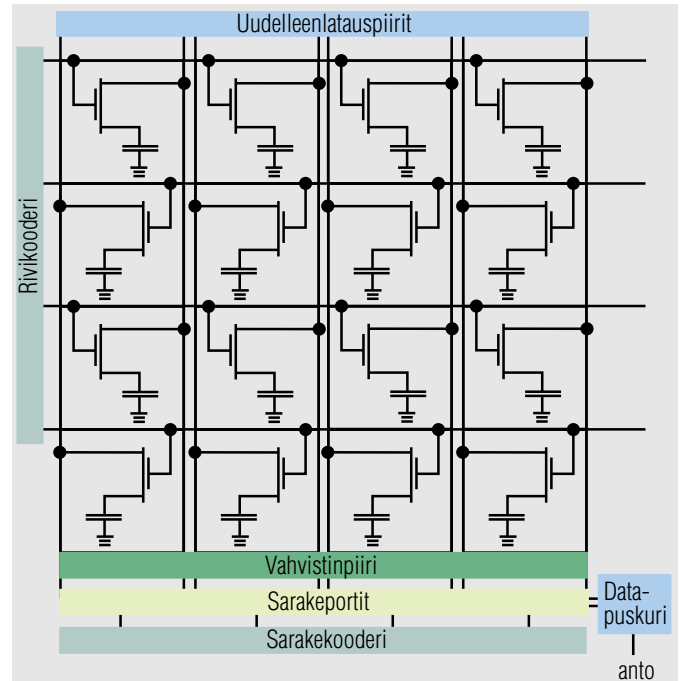 Uudelleenlatauspiirit
Rivikooderi
Vahvistinpiiri
Sarakeportit
Data-
puskuri
Sarakekooderi
anto